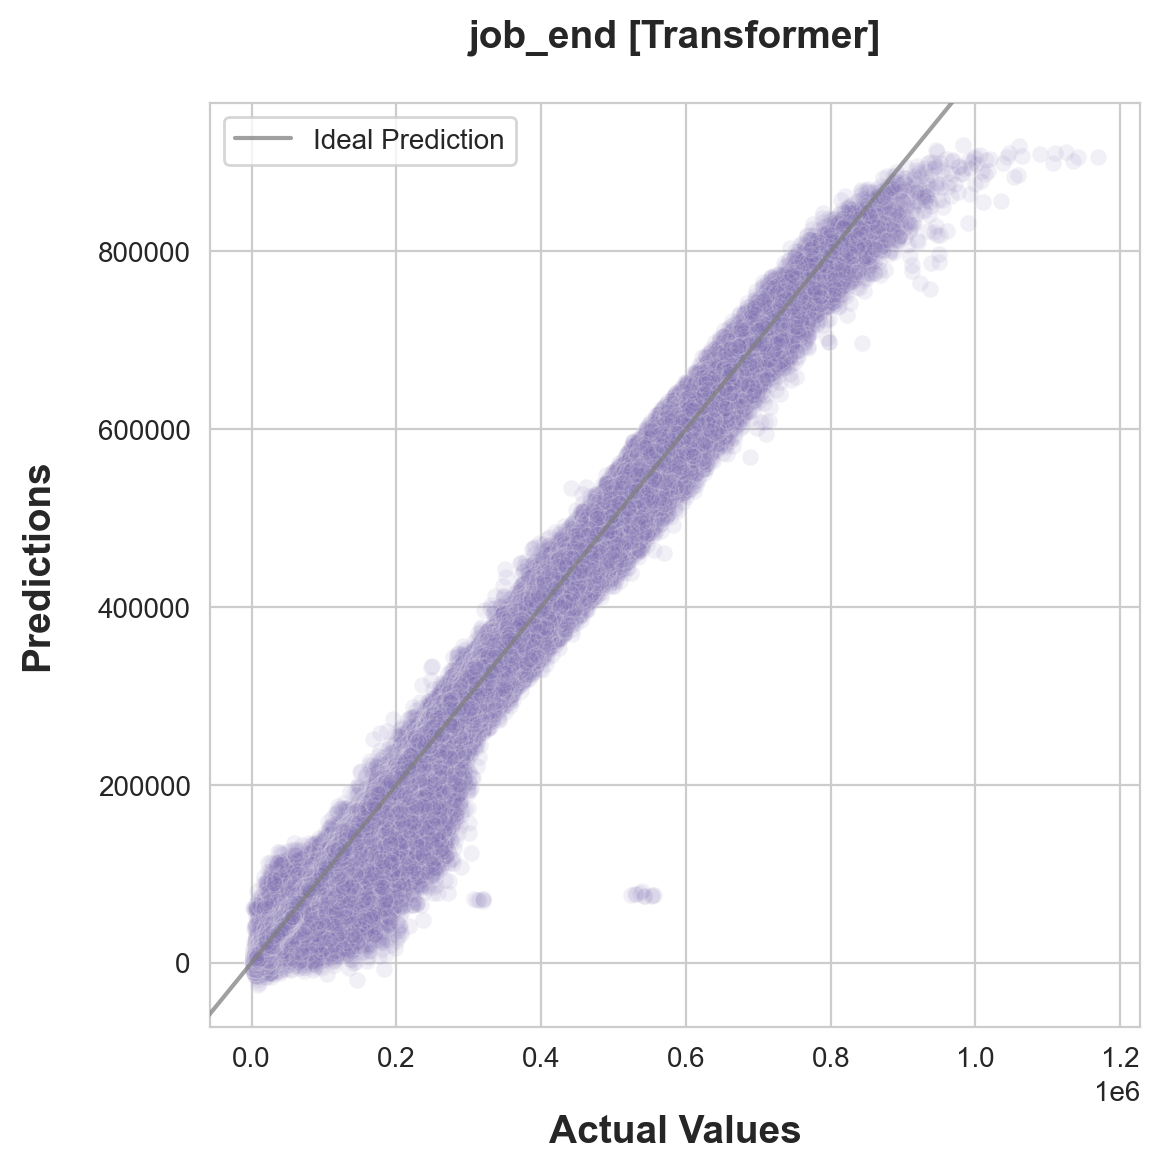 job_end [Transformer]
Ideal Prediction
800000
600000
400000
200000
0
Predictions
0.0 0.2 0.4 0.6 0.8 1.0 1.2
1e6
Actual Values